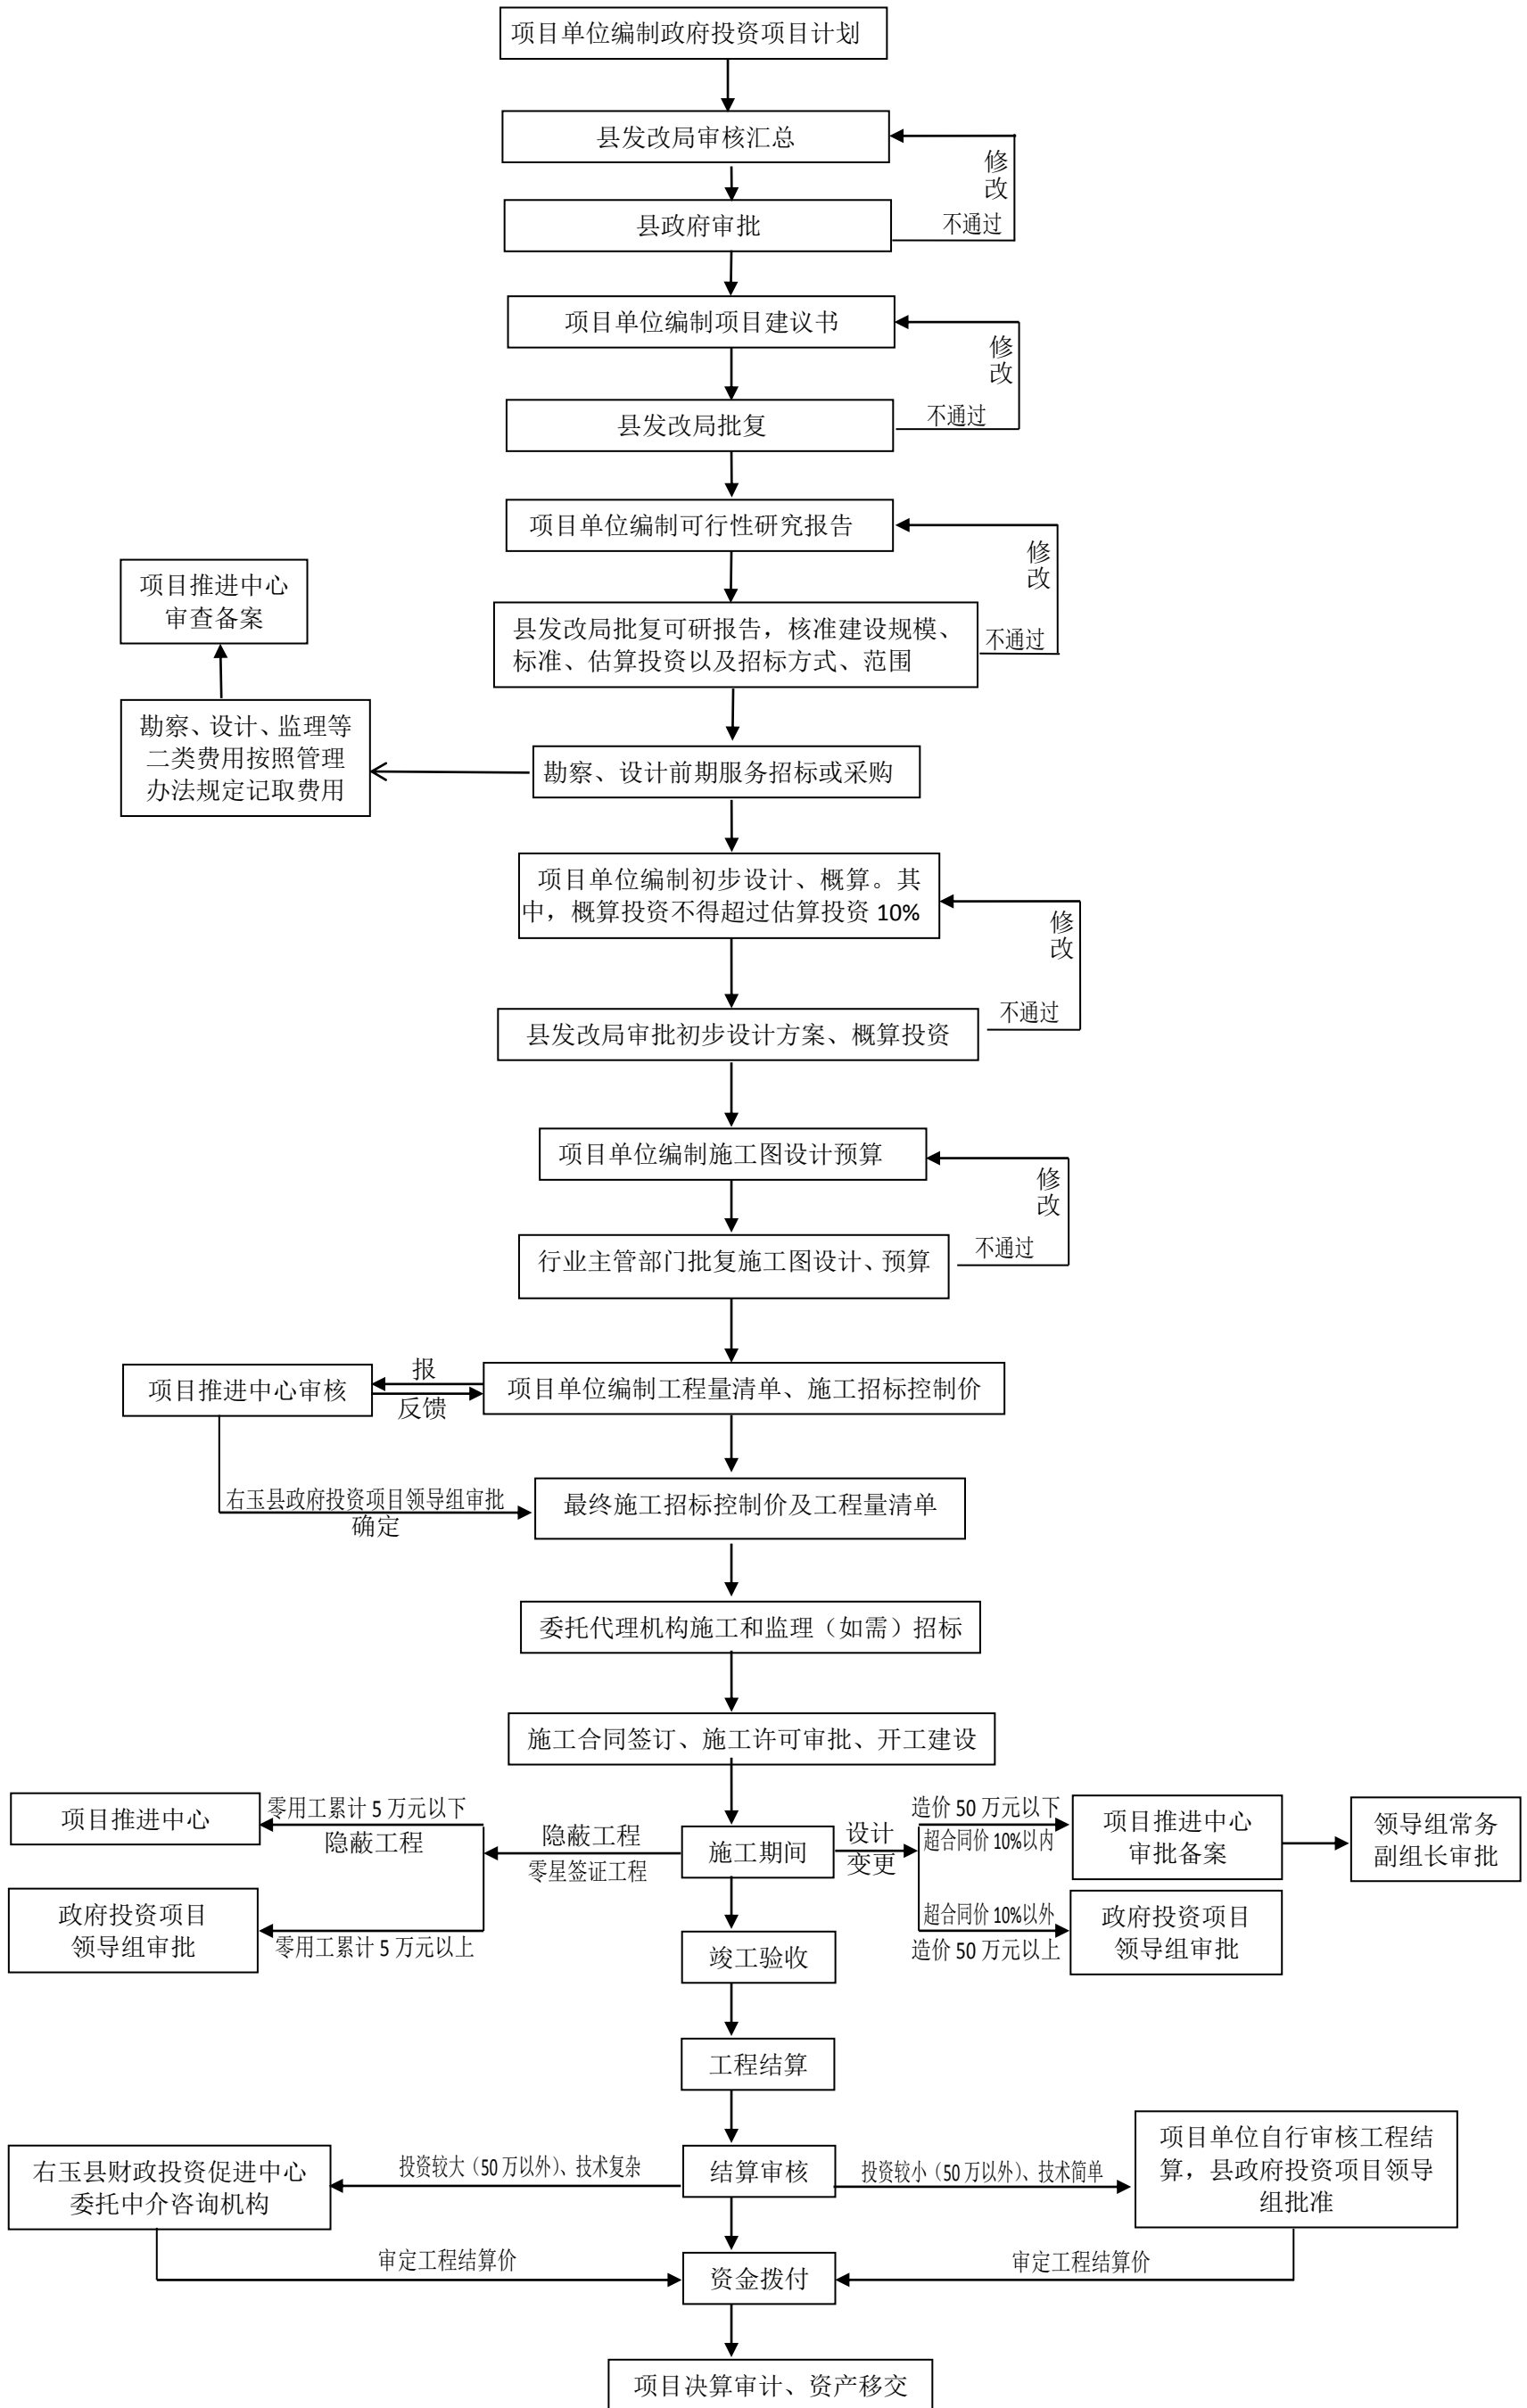 项目单位编制政府投资项目计划
县发改局审核汇总
修
改
县政府审批
不通过
项目单位编制项目建议书
修
改
县发改局批复
不通过
项目单位编制可行性研究报告
修
改
项目推进中心
审查备案
县发改局批复可研报告，核准建设规模、
标准、估算投资以及招标方式、范围
不通过
勘察、设计、监理等
二类费用按照管理
办法规定记取费用
勘察、设计前期服务招标或采购
项目单位编制初步设计、概算。其
中，概算投资不得超过估算投资 10%
修
改
县发改局审批初步设计方案、概算投资
不通过
项目单位编制施工图设计预算
修
改
行业主管部门批复施工图设计、预算
不通过
项目推进中心审核
报
反馈
项目单位编制工程量清单、施工招标控制价
右玉县政府投资项目领导组审批
确定
最终施工招标控制价及工程量清单
委托代理机构施工和监理（如需）招标
施工合同签订、施工许可审批、开工建设
项目推进中心
零用工累计 5 万元以下
隐蔽工程
隐蔽工程
零星签证工程
施工期间
设计
变更
造价 50 万元以下
超合同价 10%以内
项目推进中心
审批备案
领导组常务
副组长审批
政府投资项目
领导组审批
零用工累计 5 万元以上
竣工验收
超合同价 10%以外
造价 50 万元以上
政府投资项目
领导组审批
工程结算
右玉县财政投资促进中心
委托中介咨询机构
投资较大（50 万以外）、技术复杂
结算审核
投资较小（50 万以外）、技术简单
项目单位自行审核工程结
算，县政府投资项目领导
组批准
审定工程结算价
资金拨付
审定工程结算价
项目决算审计、资产移交